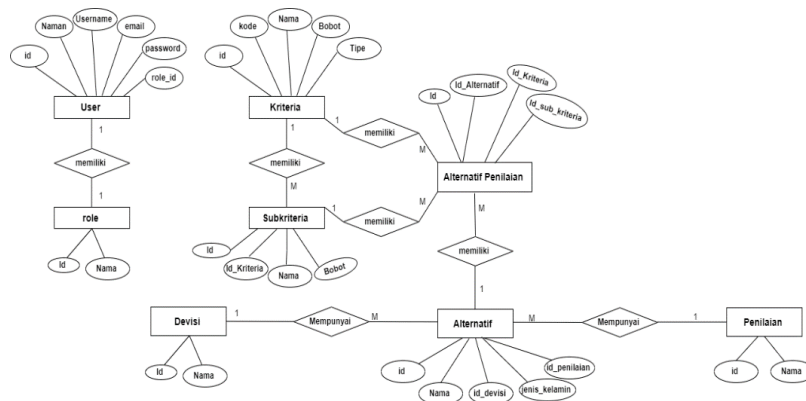 Naman
Username
email
password
id
role_id
User
1
memiliki
1
role
Id
Nama
kode
Nama
Bobot
Tipe
id
Kriteria
1
memiliki
M
1
memiliki
M
Subkriteria
1
memiliki
M
Id
Id_Kriteria
Nama
Bobot
Id
Id_Alternatif
Id_Kriteria
Id_sub_kriteria
Alternatif Penilaian
M
memiliki
1
Devisi
1
Mempunyai
M
Alternatif
M
Mempunyai
1
Penilaian
Id
Nama
id
Nama
id_devisi
jenis_kelamin
id_penilaian
id
Nama